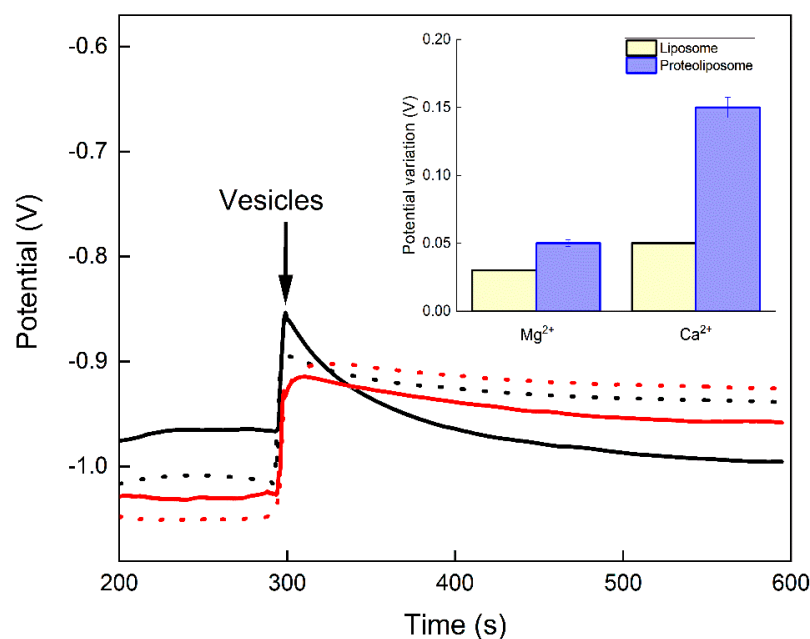 -0.6
-0.7
-0.8
-0.9
-1.0
Potential (V)
200
300
400
500
600
Time (s)
Vesicles
0.20
0.15
0.10
0.05
0.00
Potential variation (V)
Liposome
Proteoliposome
Mg2+
Ca2+